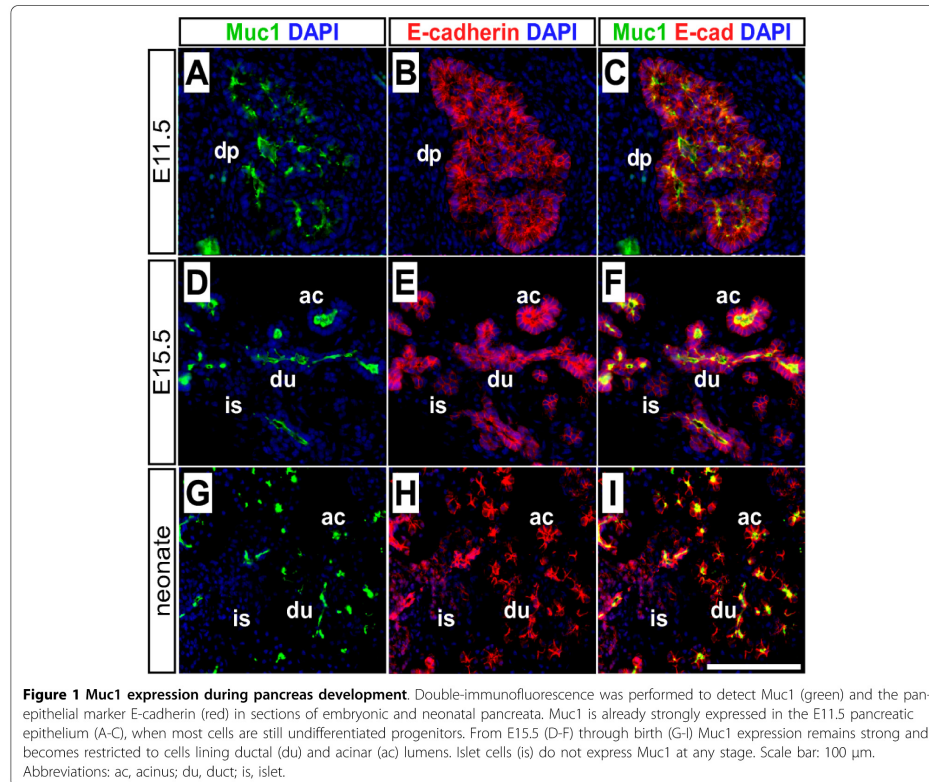 Muc1 DAPI E-cadherin DAPI Muc1 E-cad DAPI
E11.5
A B C
dp dp dp
E15.5
D E F
ac ac ac
du du du
is is is
neonate
G H I
ac ac ac
is du is du is du
Figure 1 Muc1 expression during pancreas development. Double-immunofluorescence was performed to detect Muc1 (green) and the pan-
epithelial marker E-cadherin (red) in sections of embryonic and neonatal pancreata. Muc1 is already strongly expressed in the E11.5 pancreatic
epithelium (A-C), when most cells are still undifferentiated progenitors. From E15.5 (D-F) through birth (G-I) Muc1 expression remains strong and
becomes restricted to cells lining ductal (du) and acinar (ac) lumens. Islet cells (is) do not express Muc1 at any stage. Scale bar: 100 μm.
Abbreviations: ac, acinus; du, duct; is, islet.